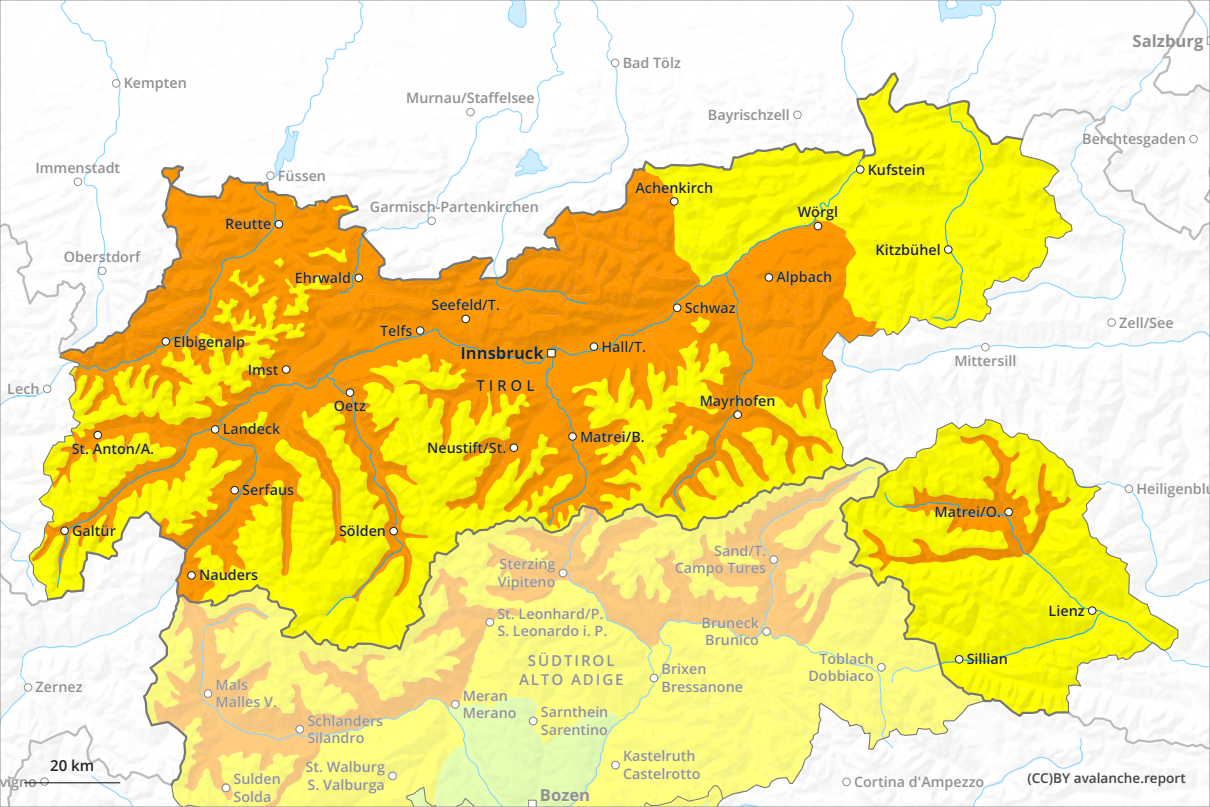 Salzburg
Bad Tölz
Kempten
Murnau/Staffelsee
Bayrischzell
Berchtesgaden
Immenstadt
Füssen
Kufstein
Achenkirch
Garmisch-Partenkirchen
Wörgl
Reutte
Kitzbühel
Oberstdorf
Ehrwald
Alpbach
Seefeld/T.
Schwaz
Telfs
Zell/See
Elbigenalp
Innsbruck
Hall/T.
Mittersill
Imst
TIROL
Lech
Oetz
Mayrhofen
Landeck
Matrei/B.
St. Anton/A.
Neustift/St.
Serfaus
Heiligenblu
Matrei/O.
Galtür
Sölden
Sand/T.
Campo Tures
Sterzing
Vipiteno
Nauders
Lienz
St. Leonhard/P.
S. Leonardo i. P.
Bruneck
Brunico
SÜDTIROL
ALTO ADIGE
Toblach
Dobbiaco
Sillian
Brixen
Bressanone
Zernez
Mals
Malles V.
Meran
Merano
Sarnthein
Sarentino
Schlanders
Silandro
Kastelruth
Castelrotto
20 km
St. Walburg
S. Valburga
vigno
Sulden
Solda
Cortina d'Ampezzo
(CC)BY avalanche.report
Bozen